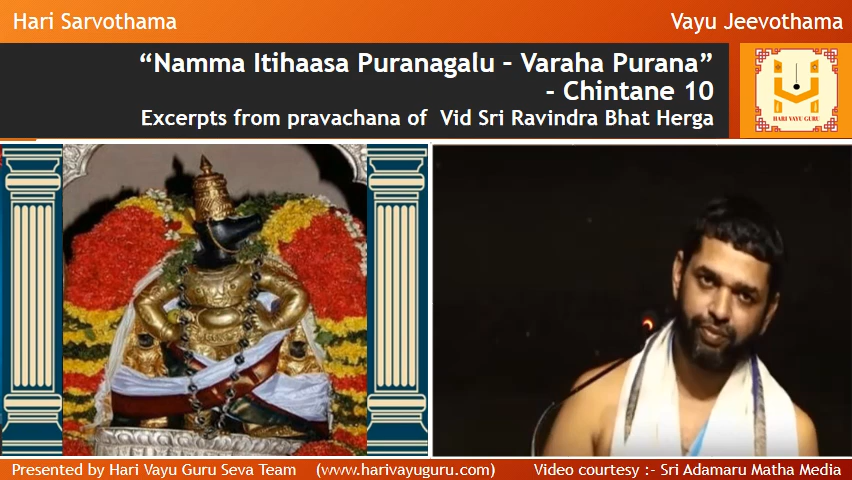 Hari Sarvothama
Vayu Jeevothama
“Namma Itihaasa Puranagalu – Varaha Purana”
- Chintane 10
Excerpts from pravachana of Vid Sri Ravindra Bhat Herga
HARI VAYU GURU
Presented by Hari Vayu Guru Seva Team (www.harivayuguru.com)
Video courtesy :- Sri Adamaru Matha Media